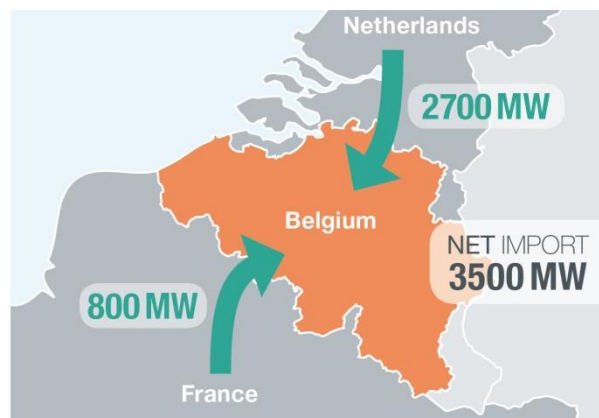 Netherlands
2700 MW
Belgium
NET IMPORT
3500 MW
800 MW
France